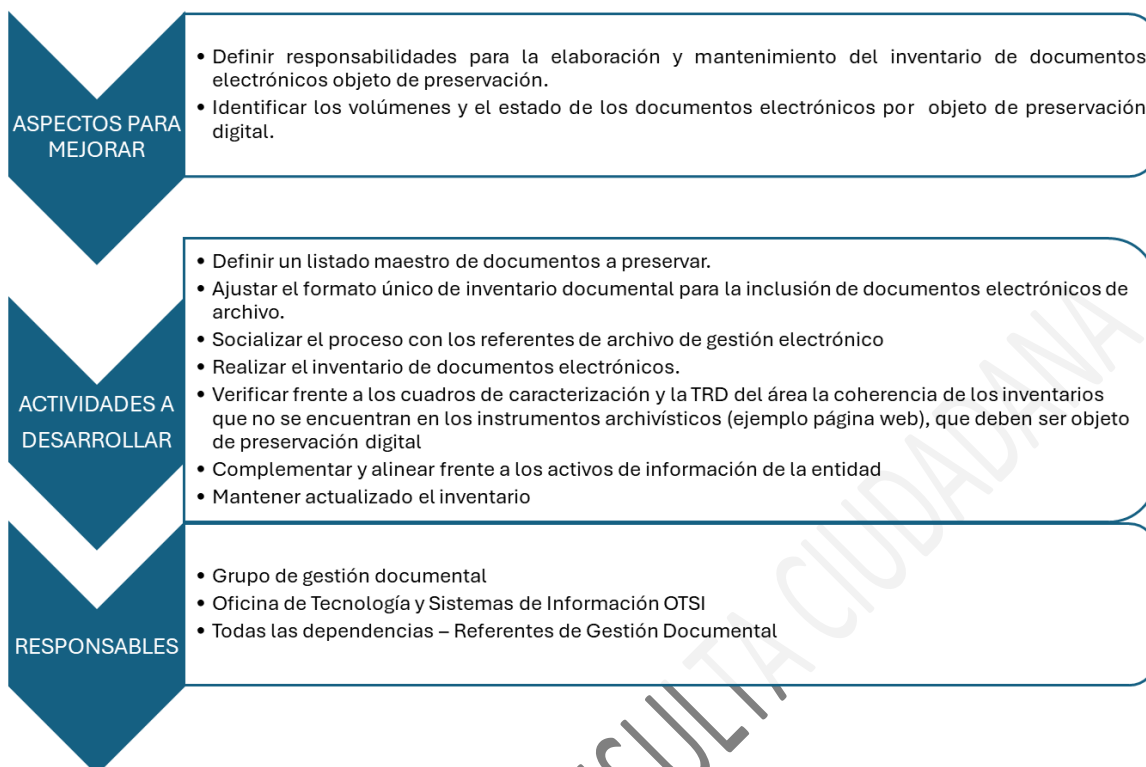 • Definir responsabilidades para la elaboración y mantenimiento del inventario de documentos
electrónicos objeto de preservación.
• Identificar los volúmenes y el estado de los documentos electrónicos por objeto de preservación
digital.
ASPECTOS PARA
MEJORAR
• Definir un listado maestro de documentos a preservar.
• Ajustar el formato único de inventario documental para la inclusión de documentos electrónicos de
archivo.
• Socializar el proceso con los referentes de archivo de gestión electrónico
• Realizar el inventario de documentos electrónicos.
• Verificar frente a los cuadros de caracterización y la TRD del área la coherencia de los inventarios
que no se encuentran en los instrumentos archivísticos (ejemplo página web), que deben ser objeto
de preservación digital
• Complementar y alinear frente a los activos de información de la entidad
• Mantener actualizado el inventario
ACTIVIDADES A
DESARROLLAR
• Grupo de gestión documental
• Oficina de Tecnología y Sistemas de Información OTSI
• Todas las dependencias – Referentes de Gestión Documental
RESPONSABLES
CIUDADANA